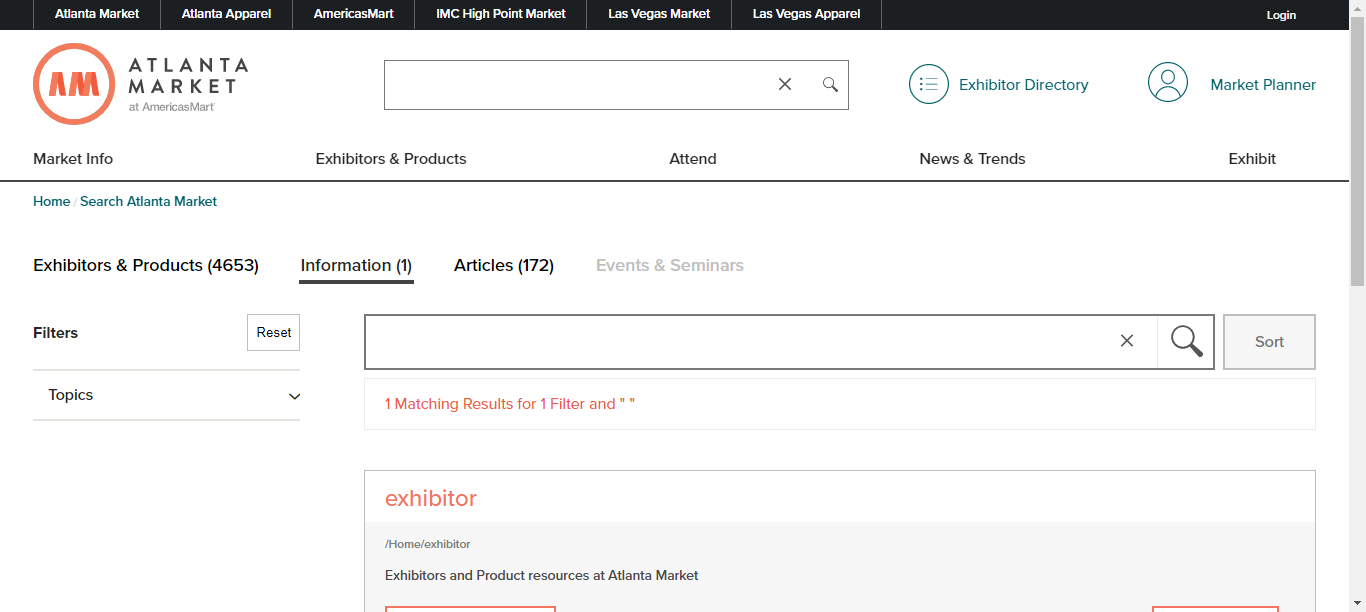 Atlanta Market Atlanta Apparel AmericasMart IMC High Point Market Las Vegas Market Las Vegas Apparel Login
AM ATLANTA
MARKET
at AmericasMart
Exhibitor Directory Market Planner
Market Info Exhibitors & Products Attend News & Trends Exhibit
Home / Search Atlanta Market
Exhibitors & Products (4653) Information (1) Articles (172) Events & Seminars
Filters Reset Sort
Topics
1 Matching Results for 1 Filter and " "
exhibitor
/Home/exhibitor
Exhibitors and Product resources at Atlanta Market